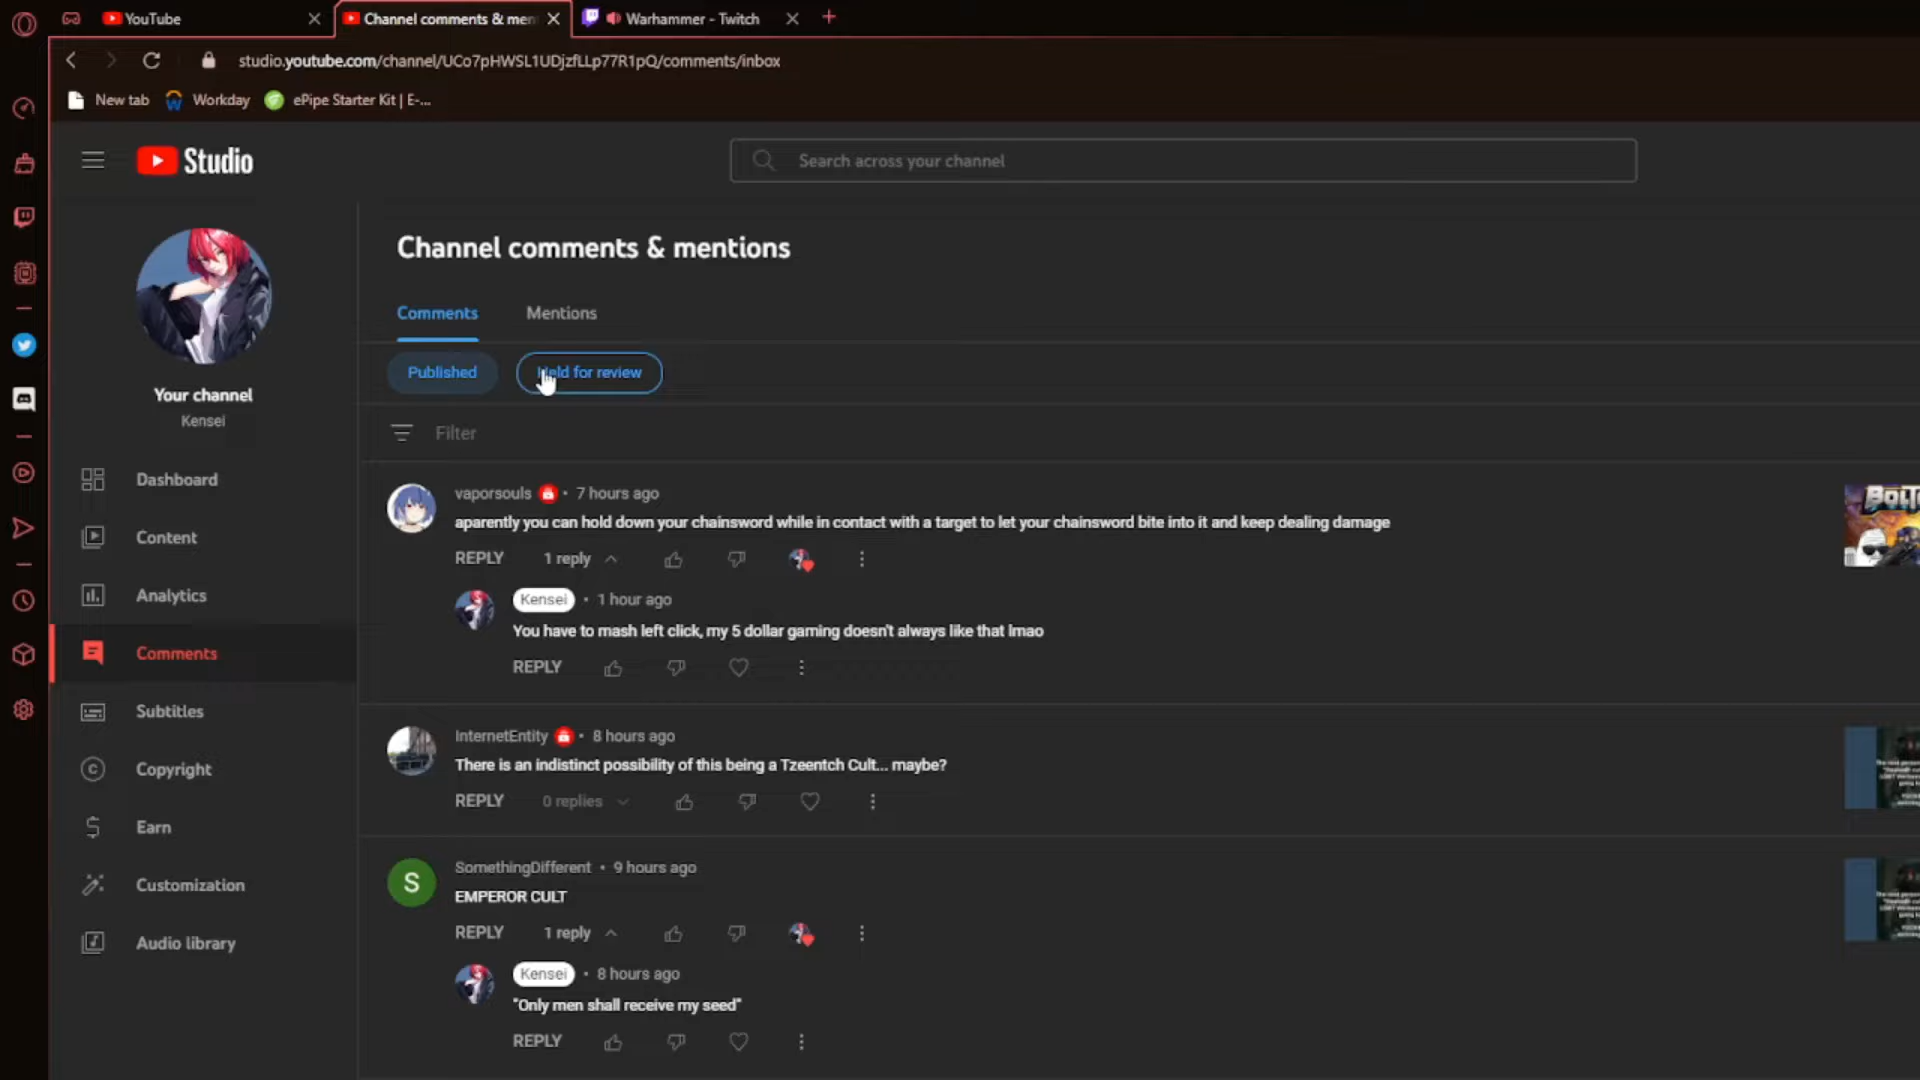 YouTube
Channel comments & men
Warhammer - Twitch
studio.youtube.com/channel/UCo7pHWSL1UDjzfLLp77R1pQ/comments/inbox
New tab
Workday
ePipe Starter Kit | E-...
Studio
Search across your channel
Channel comments & mentions
Comments
Mentions
Published
Held for review
Your channel
Kensei
Filter
Dashboard
Content
Analytics
Comments
Subtitles
Copyright
Earn
Customization
Audio library
vaporsouls • 7 hours ago
aparently you can hold down your chainsword while in contact with a target to let your chainsword bite into it and keep dealing damage
REPLY 1 reply
Kensei • 1 hour ago
You have to mash left click, my 5 dollar gaming doesn't always like that lmao
REPLY
InternetEntity • 8 hours ago
There is an indistinct possibility of this being a Tzeentch Cult... maybe?
REPLY 0 replies
S
SomethingDifferent • 9 hours ago
EMPEROR CULT
REPLY 1 reply
Kensei • 8 hours ago
"Only men shall receive my seed"
REPLY